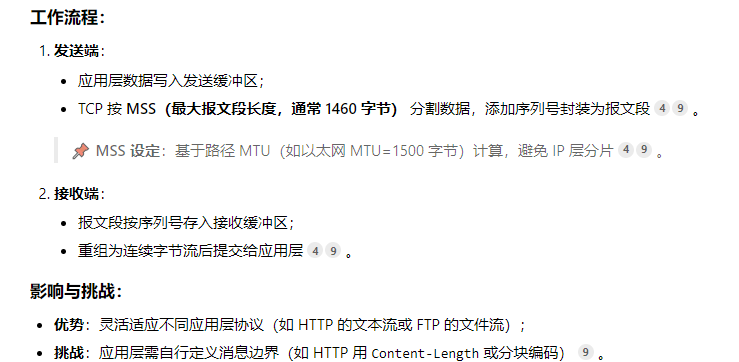 工作流程：
1. 发送端：
• 应用层数据写入发送缓冲区；
• TCP 按 MSS（最大报文段长度，通常 1460 字节） 分割数据，添加序列号封装为报文段 4 9 。
📌 MSS 设定：基于路径 MTU（如以太网 MTU=1500 字节）计算，避免 IP 层分片 4 9 。
2. 接收端：
• 报文段按序列号存入接收缓冲区；
• 重组为连续字节流后提交给应用层 4 9 。
影响与挑战：
• 优势：灵活适应不同应用层协议（如 HTTP 的文本流或 FTP 的文件流）;
• 挑战：应用层需自行定义消息边界（如 HTTP 用 Content-Length 或分块编码） 9 。